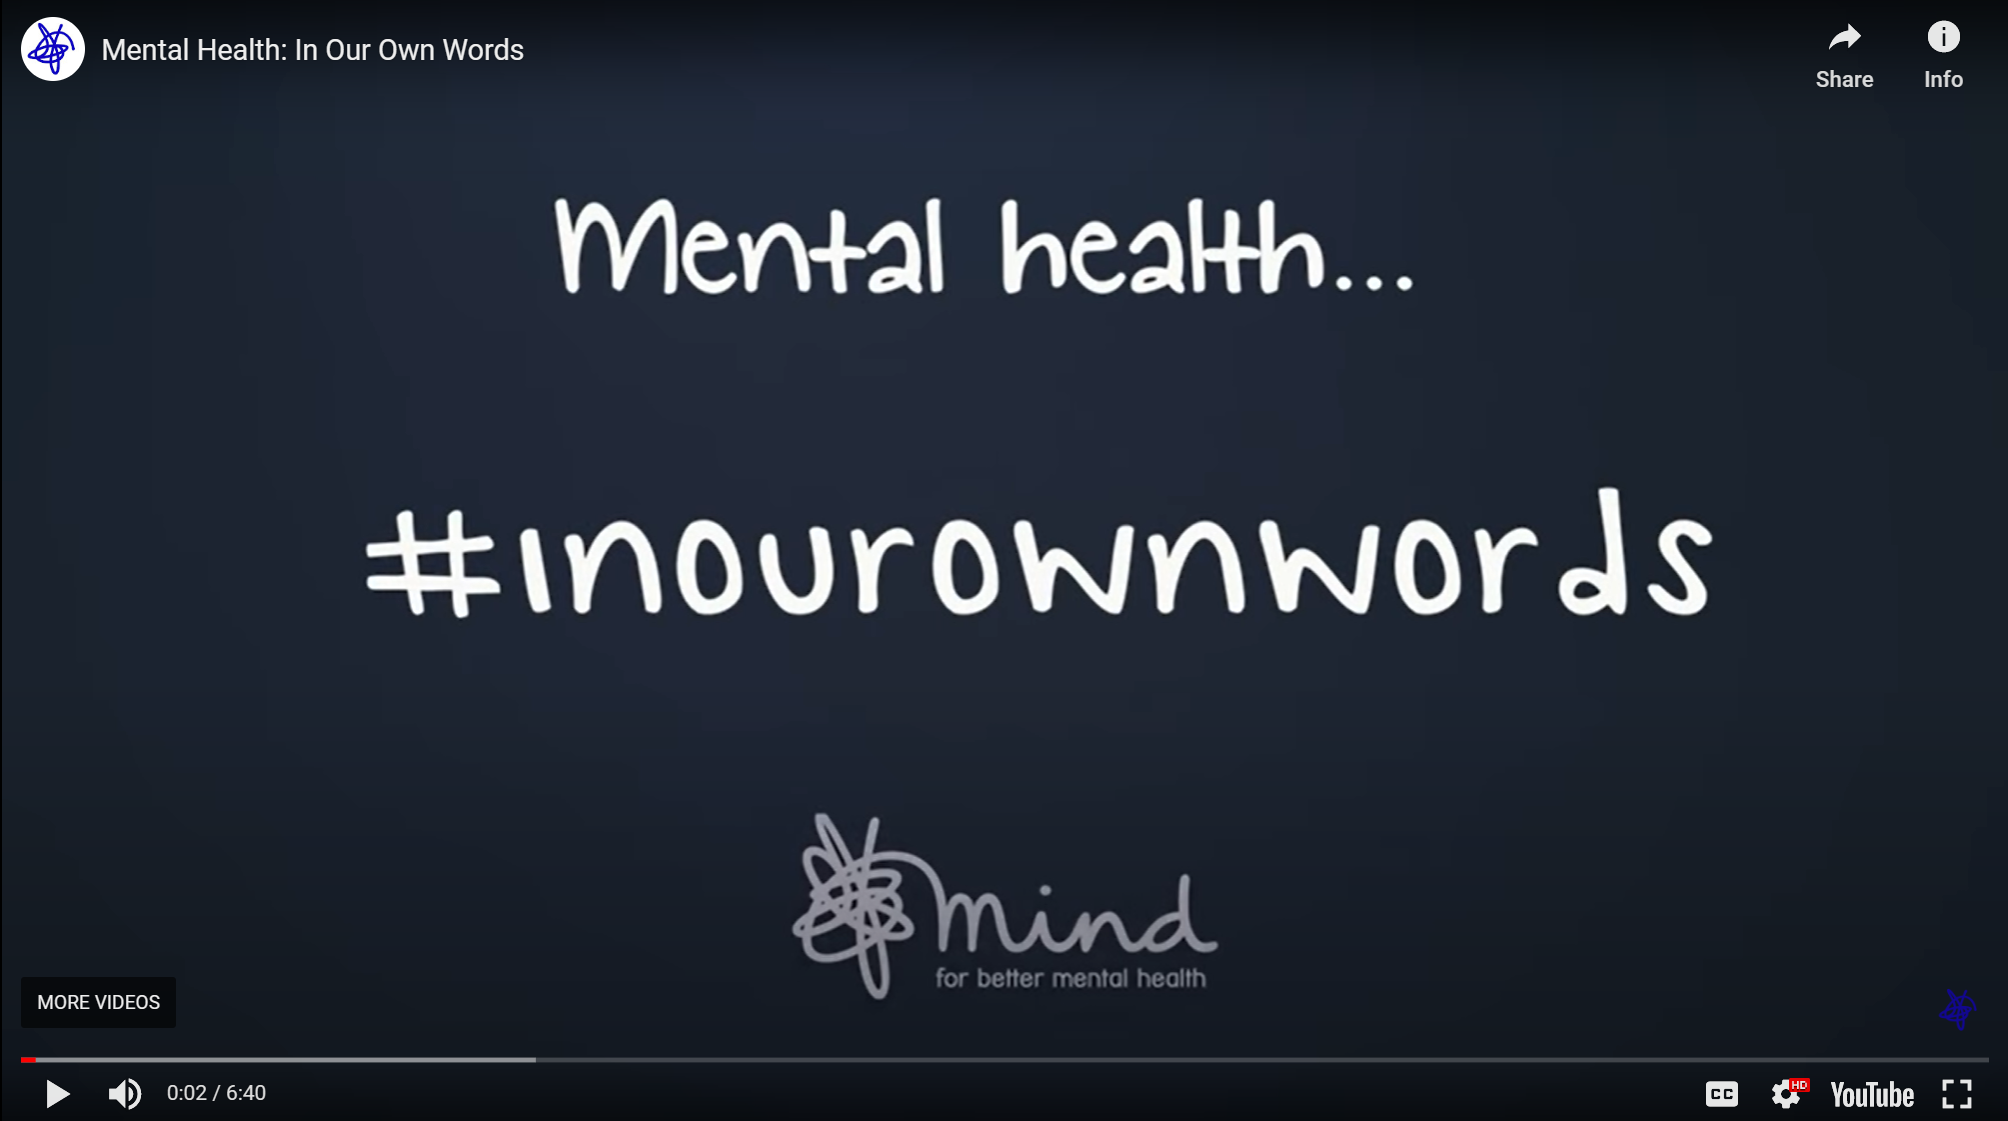 Mental Health: In Our Own Words
Share
Info
Mental health...
#inourownwords
mind
for better mental health
MORE VIDEOS
0:02 / 6:40
CC
HD
YouTube